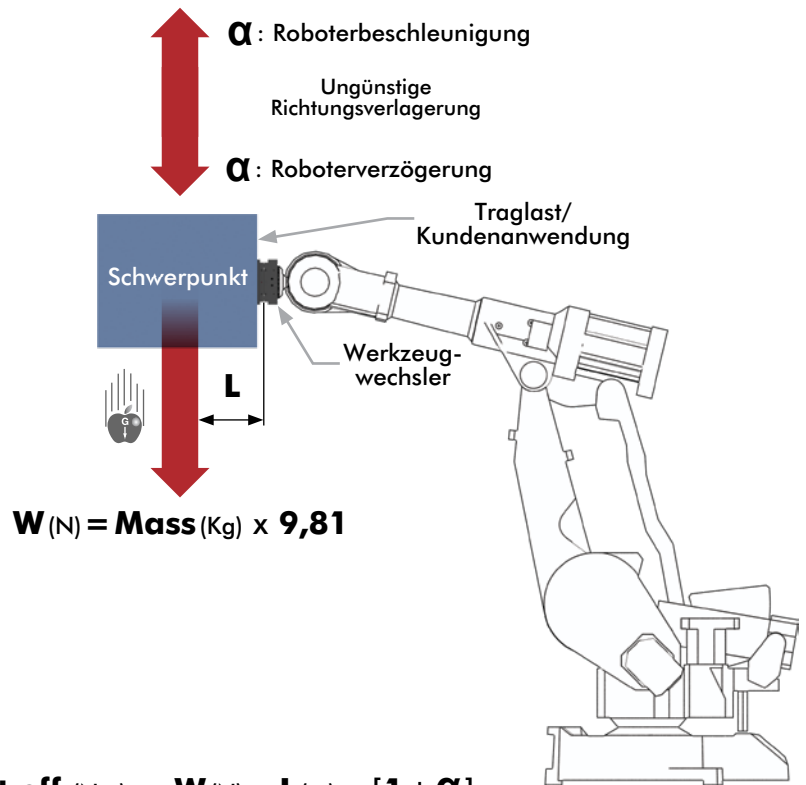 α : Roboterbeschleunigung
Ungünstige
Richtungsverlagerung
α : Roboterverzögerung
Traglast/
Kundenanwendung
Schwerpunkt
Werkzeug-
wechsler
L
G
W (N) = Mass (Kg) x 9,81